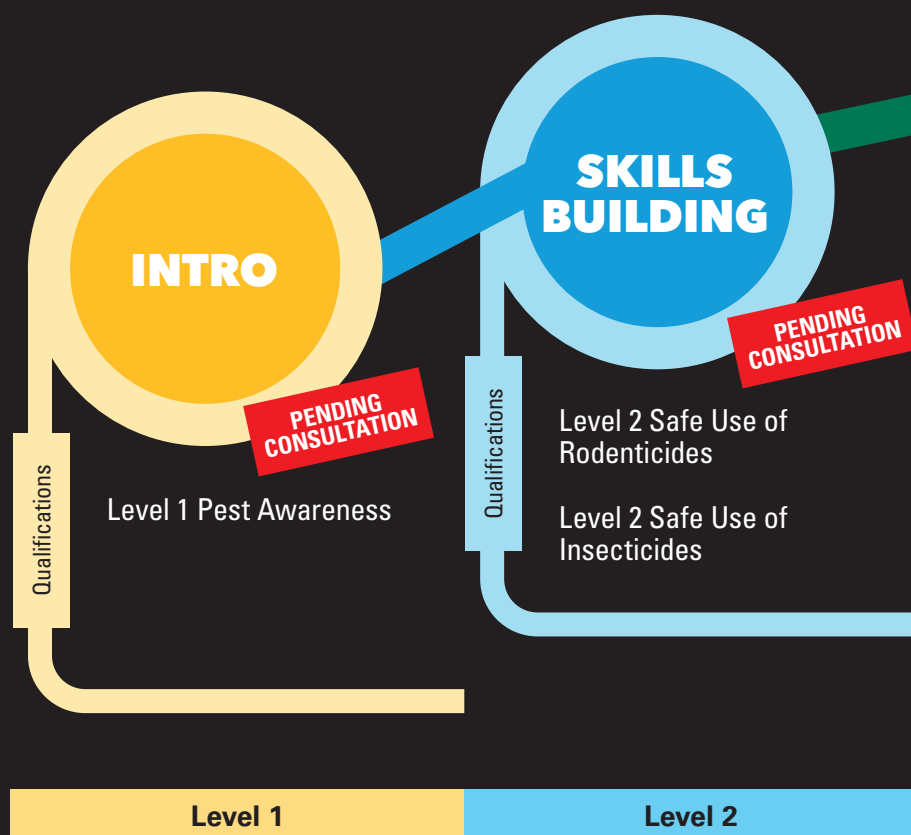 INTRO
PENDING
CONSULTATION
Qualifications
Level 1 Pest Awareness
SKILLS
BUILDING
PENDING
CONSULTATION
Qualifications
Level 2 Safe Use of
Rodenticides
Level 2 Safe Use of
Insecticides
Level 1
Level 2